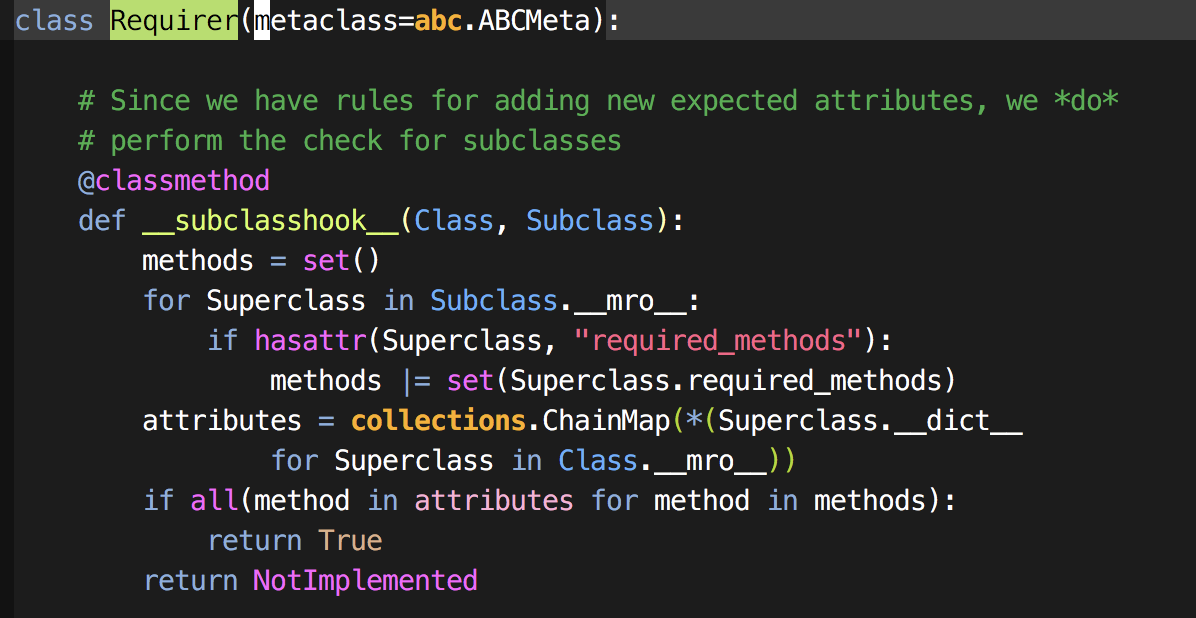 class Requirer(metaclass=abc.ABCMeta):
# Since we have rules for adding new expected attributes, we *do*
# perform the check for subclasses
@classmethod
def __subclasshook__(Class, Subclass):
methods = set()
for Superclass in Subclass.__mro__:
if hasattr(Superclass, "required_methods"):
methods |= set(Superclass.required_methods)
attributes = collections.ChainMap(*(Superclass.__dict__
for Superclass in Class.__mro__))
if all(method in attributes for method in methods):
return True
return NotImplemented